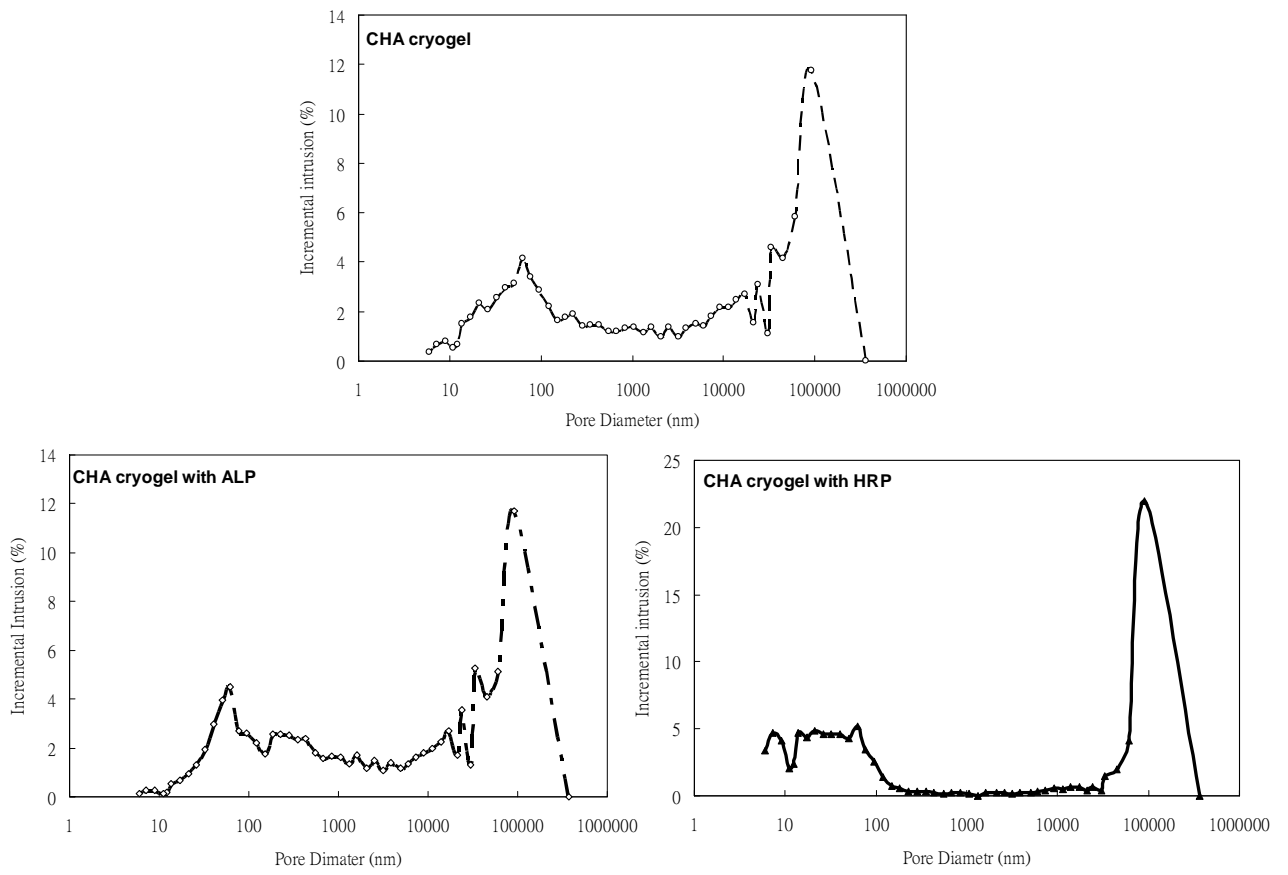 CHA cryogel
Incremental intrusion (%)
14
12
10
8
6
4
2
0
1 10 100 1000 10000 100000 1000000
Pore Diameter (nm)
CHA cryogel with ALP
Incremental Intrusion (%)
14
12
10
8
6
4
2
0
1 10 100 1000 10000 100000 1000000
Pore Dimater (nm)
CHA cryogel with HRP
Incremental intrusion (%)
25
20
15
10
5
0
1 10 100 1000 10000 100000 1000000
Pore Diametr (nm)